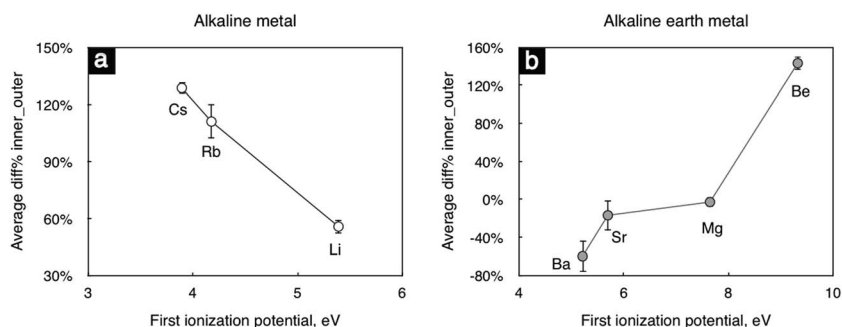 Alkaline metal
a
150%
120%
90%
60%
30%
Average diff% inner_outer
Cs
Rb
Li
3
4
5
6
First ionization potential, eV
Alkaline earth metal
b
160%
120%
80%
40%
0%
-40%
-80%
Average diff% inner_outer
Be
Mg
Sr
Ba
4
6
8
10
First ionization potential, eV